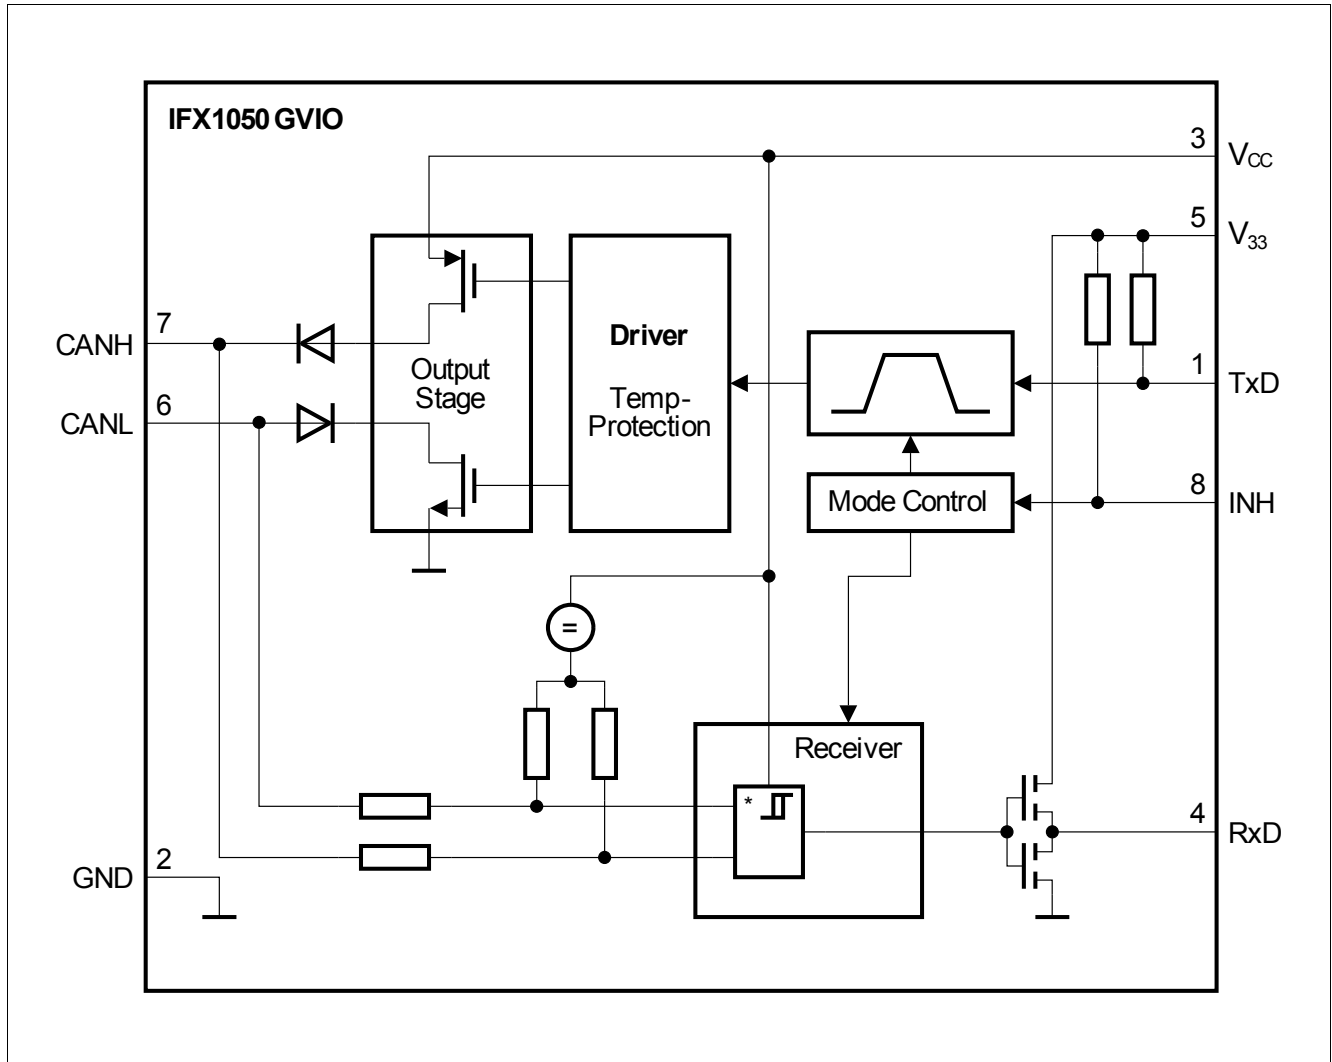 IFX1050 GVIO
3
VCC
5
V33
7
CANH
Driver
1
TxD
Output
Stage
Temp-
Protection
6
CANL
Mode Control
8
INH
=
Receiver
*
4
RxD
2
GND